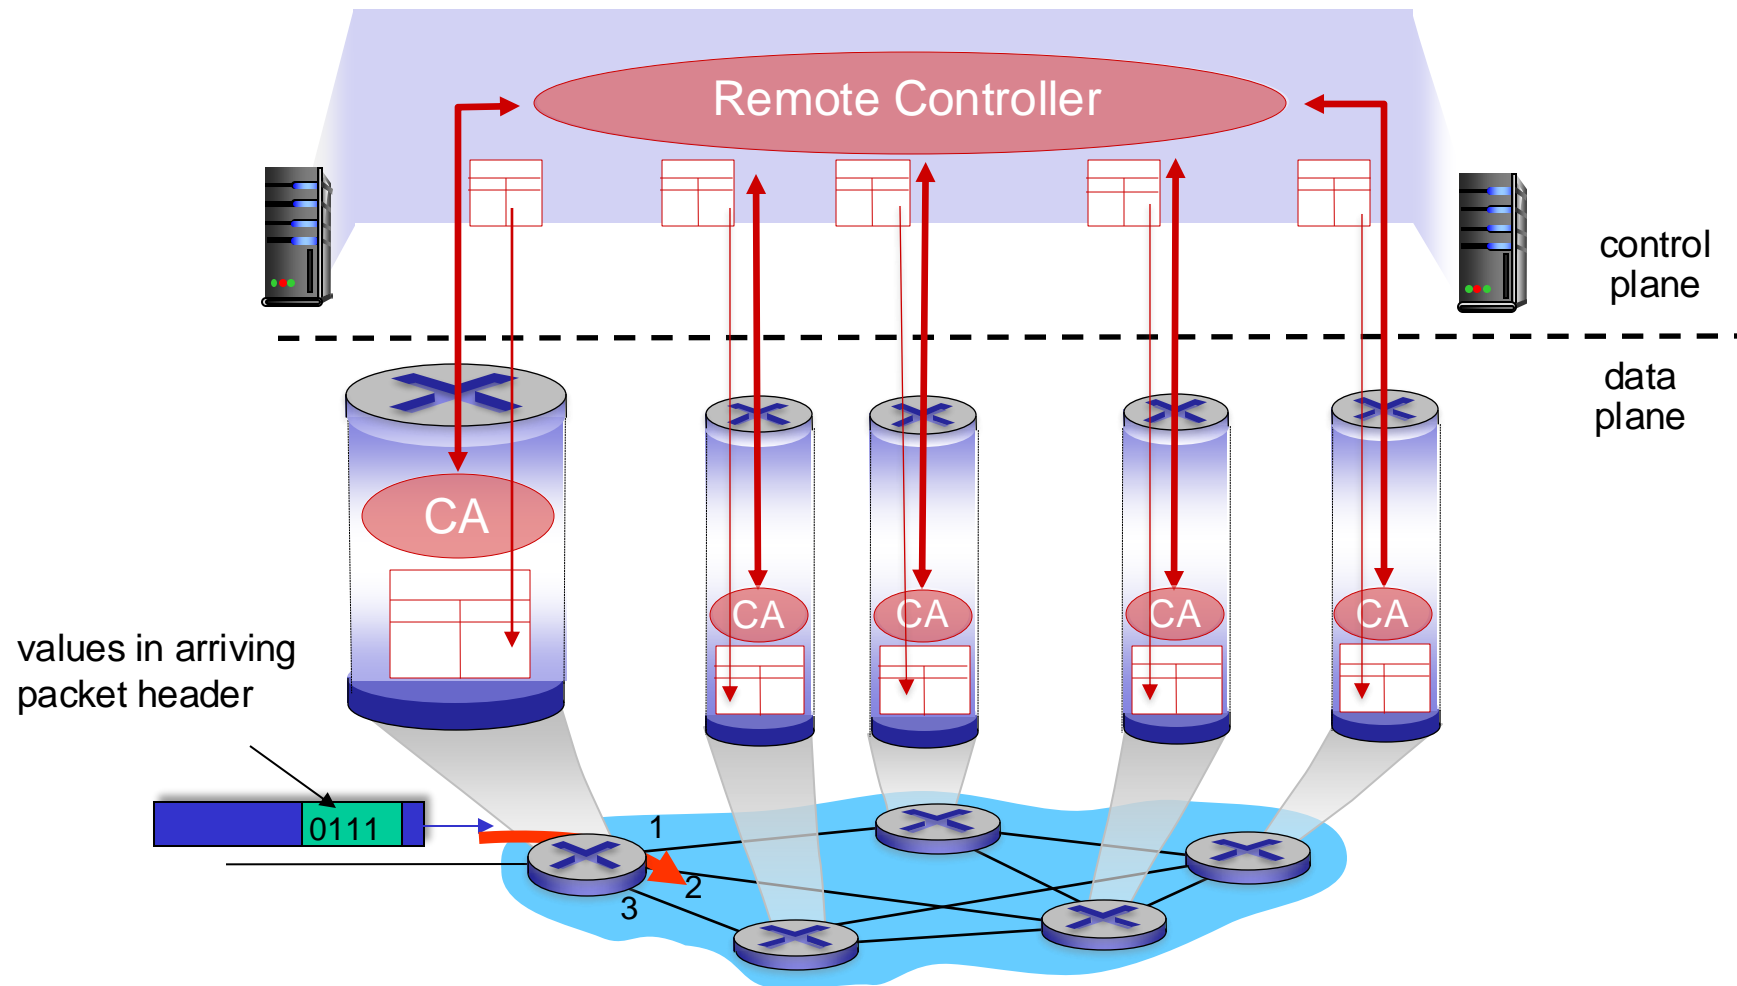 Remote Controller
control
plane
data
plane
CA
CA
CA
CA
CA
values in arriving
packet header
0111
1
2
3